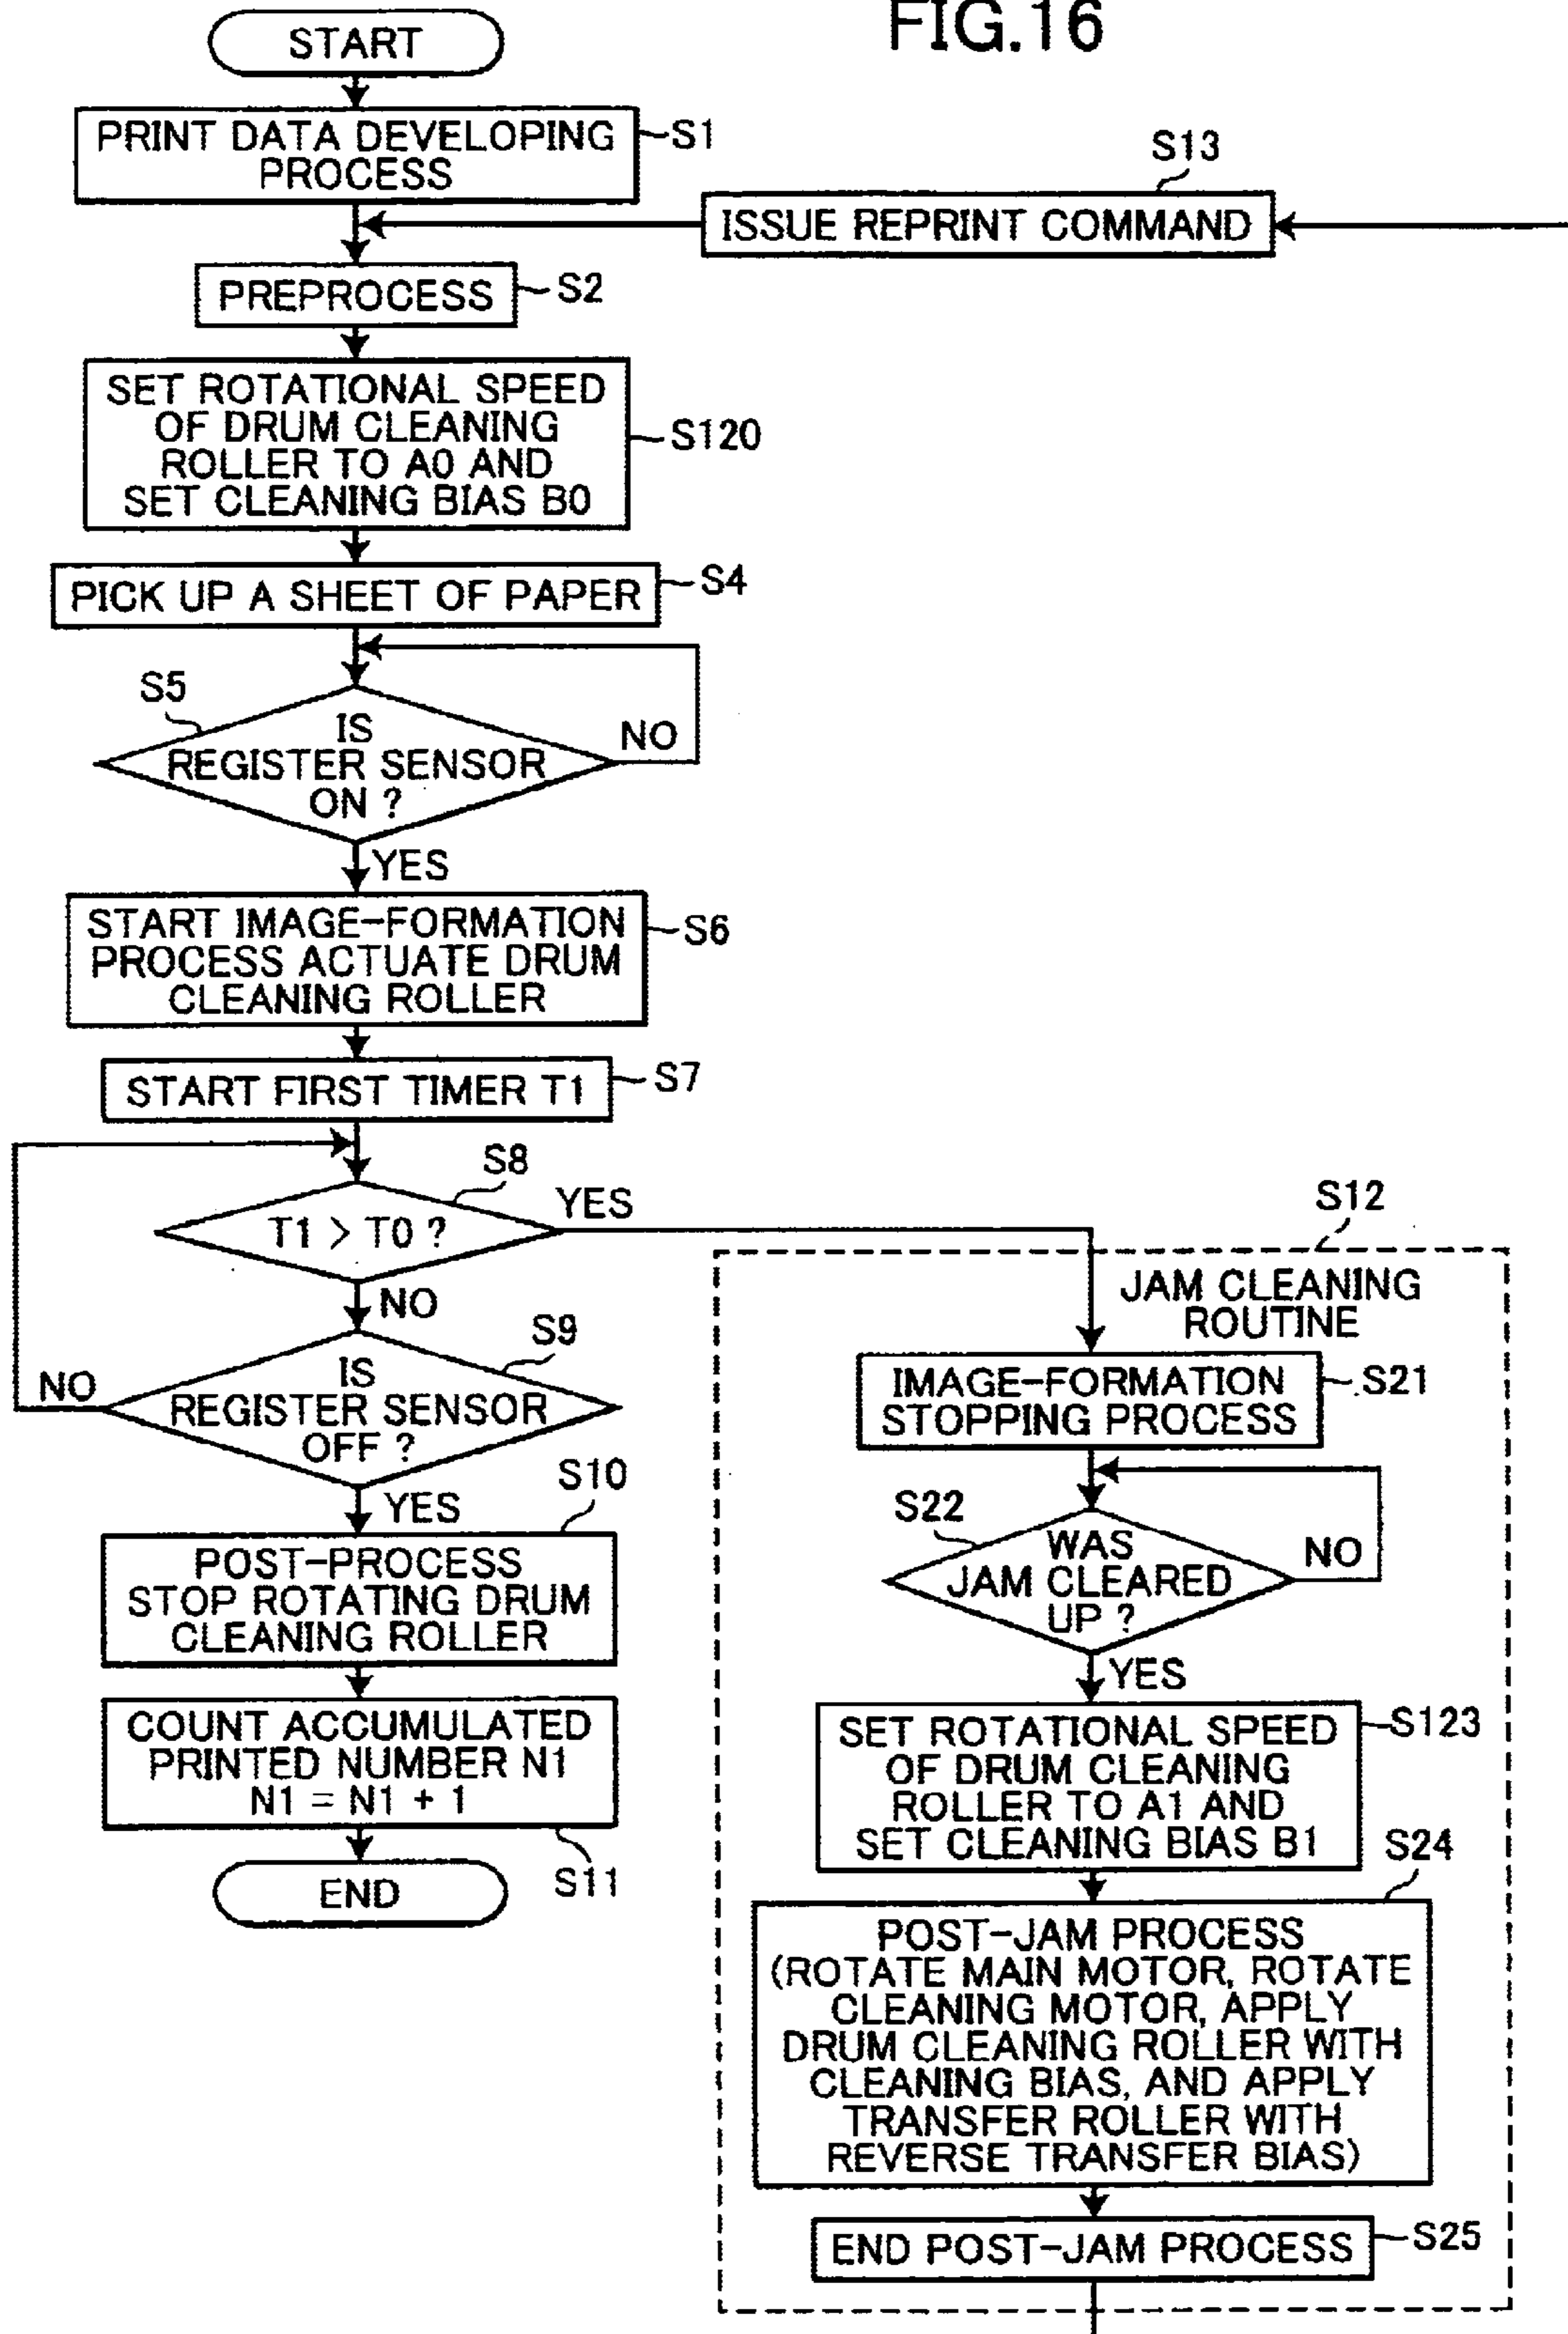 FIG.16
START
PRINT DATA DEVELOPING
PROCESS
S1
S13
ISSUE REPRINT COMMAND
PREPROCESS
S2
SET ROTATIONAL SPEED
OF DRUM CLEANING
ROLLER TO A0 AND
SET CLEANING BIAS B0
S120
PICK UP A SHEET OF PAPER
S4
S5
IS
REGISTER SENSOR
ON ?
NO
YES
START IMAGE-FORMATION
PROCESS ACTUATE DRUM
CLEANING ROLLER
S6
START FIRST TIMER T1
S7
S8
T1 > T0 ?
YES
NO
S9
IS
REGISTER SENSOR
OFF ?
NO
YES
S10
POST-PROCESS
STOP ROTATING DRUM
CLEANING ROLLER
COUNT ACCUMULATED
PRINTED NUMBER N1
N1 = N1 + 1
S11
END
S12
JAM CLEANING
ROUTINE
IMAGE-FORMATION
STOPPING PROCESS
S21
S22
WAS
JAM CLEARED
UP ?
NO
YES
SET ROTATIONAL SPEED
OF DRUM CLEANING
ROLLER TO A1 AND
SET CLEANING BIAS B1
S123
S24
POST-JAM PROCESS
(ROTATE MAIN MOTOR, ROTATE
CLEANING MOTOR, APPLY
DRUM CLEANING ROLLER WITH
CLEANING BIAS, AND APPLY
TRANSFER ROLLER WITH
REVERSE TRANSFER BIAS)
END POST-JAM PROCESS
S25